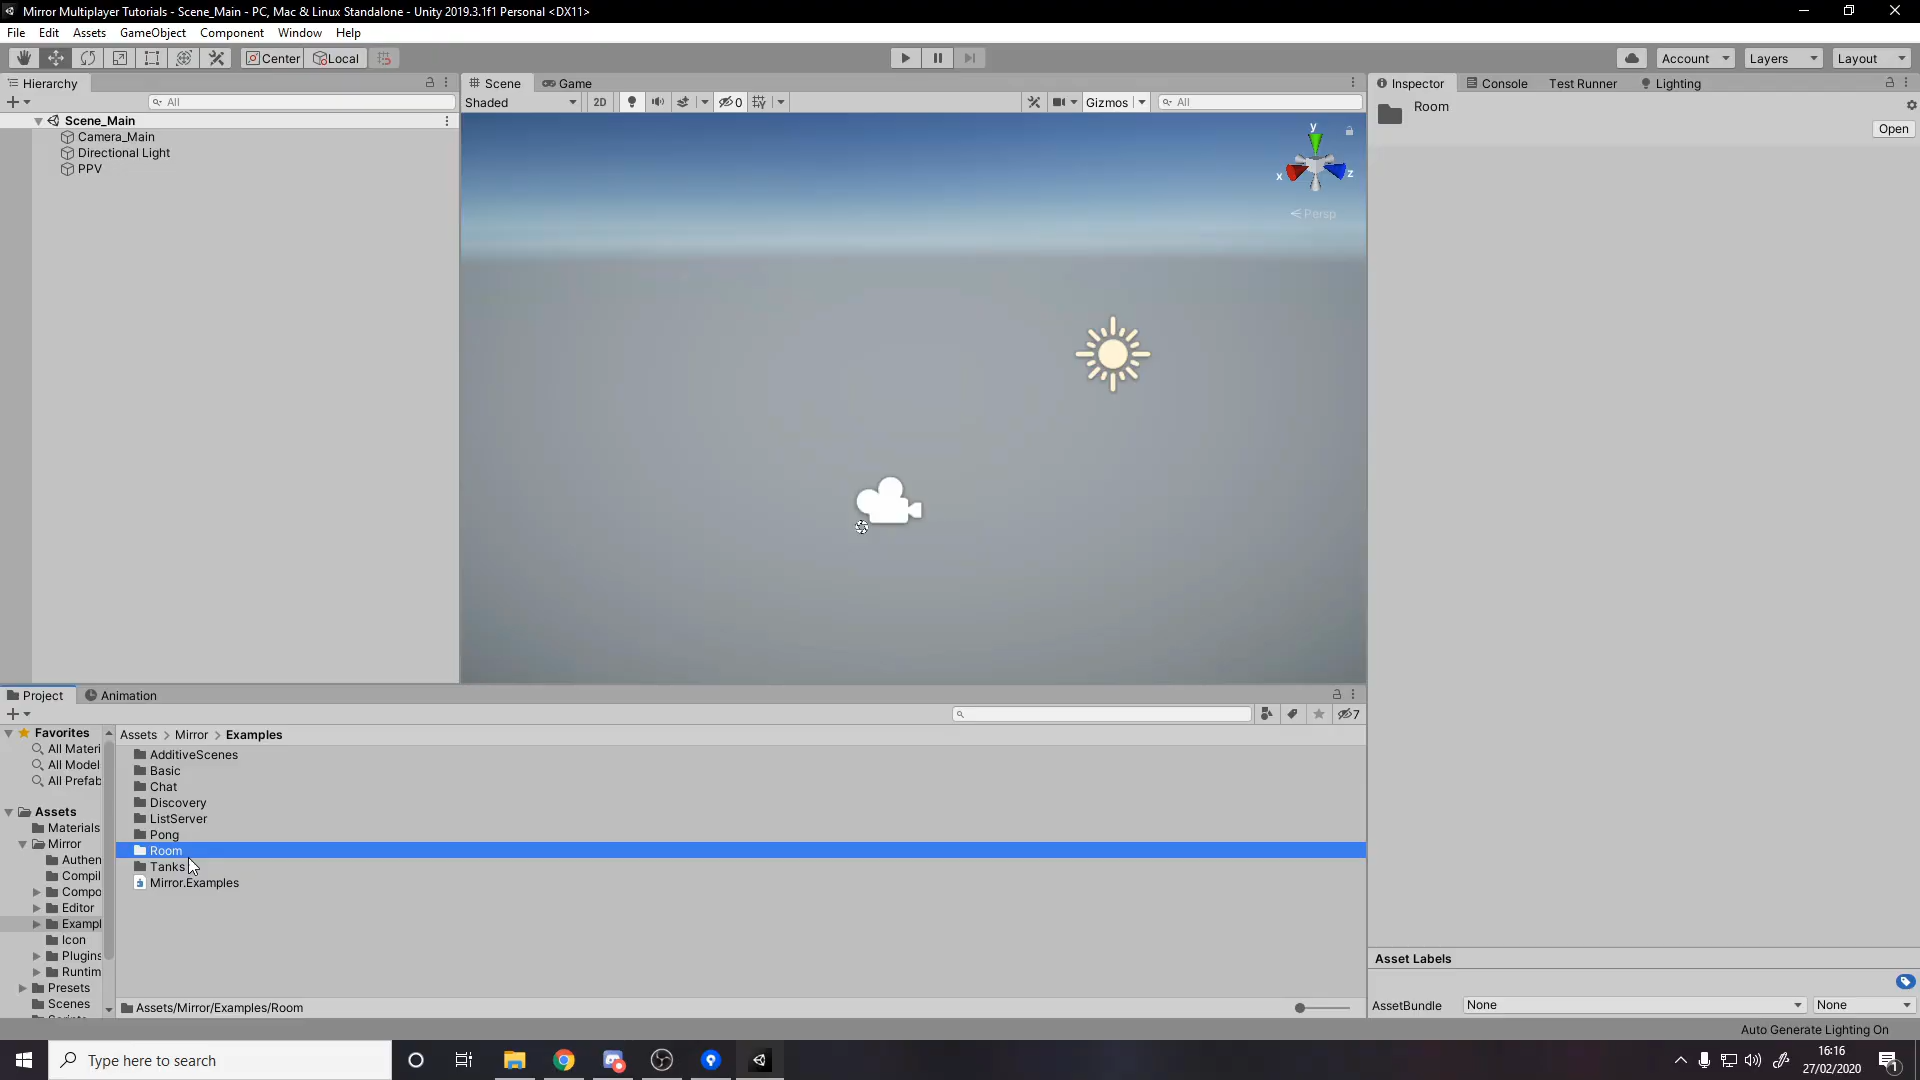 Mirror Multiplayer Tutorials - Scene_Main - PC, Mac & Linux Standalone - Unity 2019.3.1f1 Personal <DX11>
File Edit Assets GameObject Component Window Help
Center Local Account Layers Layout
Hierarchy Scene Game Inspector Console Test Runner Lighting
All Shaded 2D 0 Gizmos All Room
Open
Scene_Main
Camera_Main
Directional Light
PPV
y
x z
Persp
Project Animation
7
Favorites
All Materi
All Model
All Prefab
Assets
Materials
Mirror
Authen
Compil
Compo
Editor
Exampl
Icon
Plugins
Runtim
Presets
Scenes
Assets > Mirror > Examples
AdditiveScenes
Basic
Chat
Discovery
ListServer
Pong
Room
Tanks
Mirror.Examples
Assets/Mirror/Examples/Room
Asset Labels
AssetBundle None None
Auto Generate Lighting On
Type here to search
16:16
27/02/2020
1